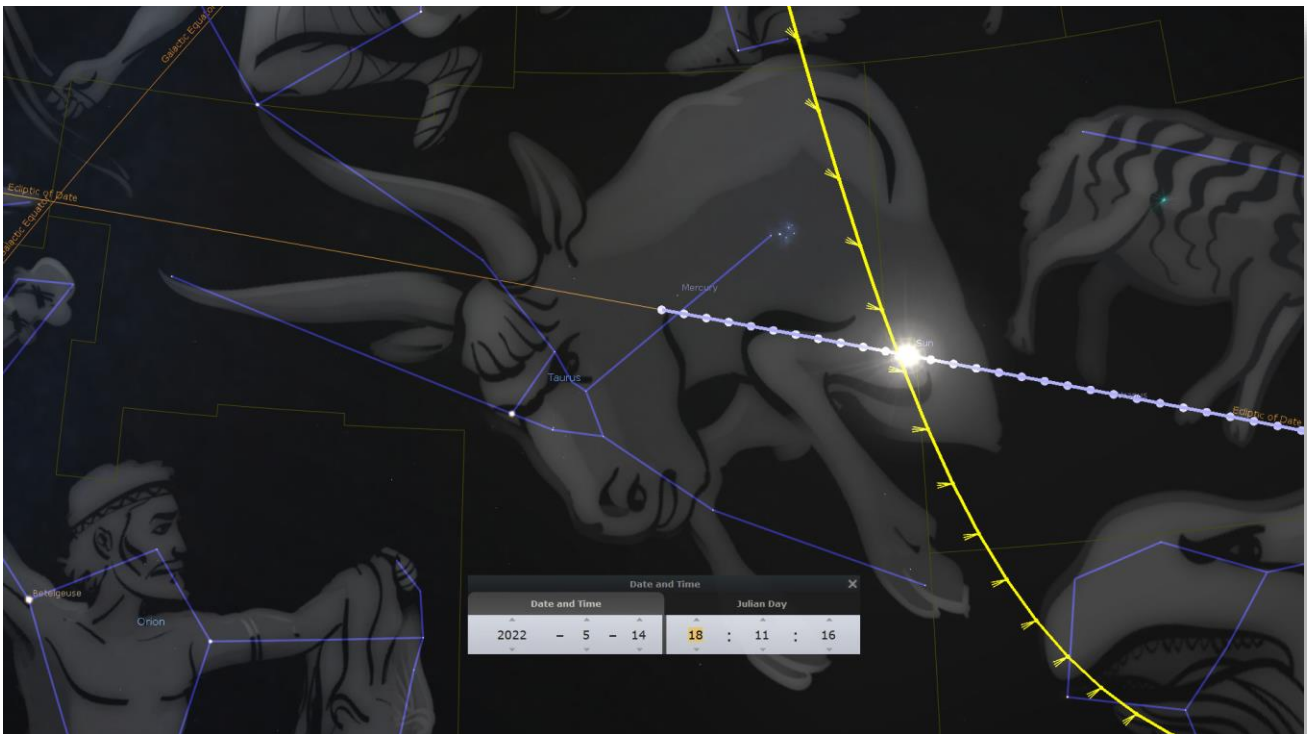 Galactic Equator
Ecliptic of Date
Galactic Equator
Mercury
Sun
Taurus
Ecliptic of Date
Betelgeuse
Orion
Date and Time ×
Date and Time Julian Day
2022 – 5 – 14 18 : 11 : 16